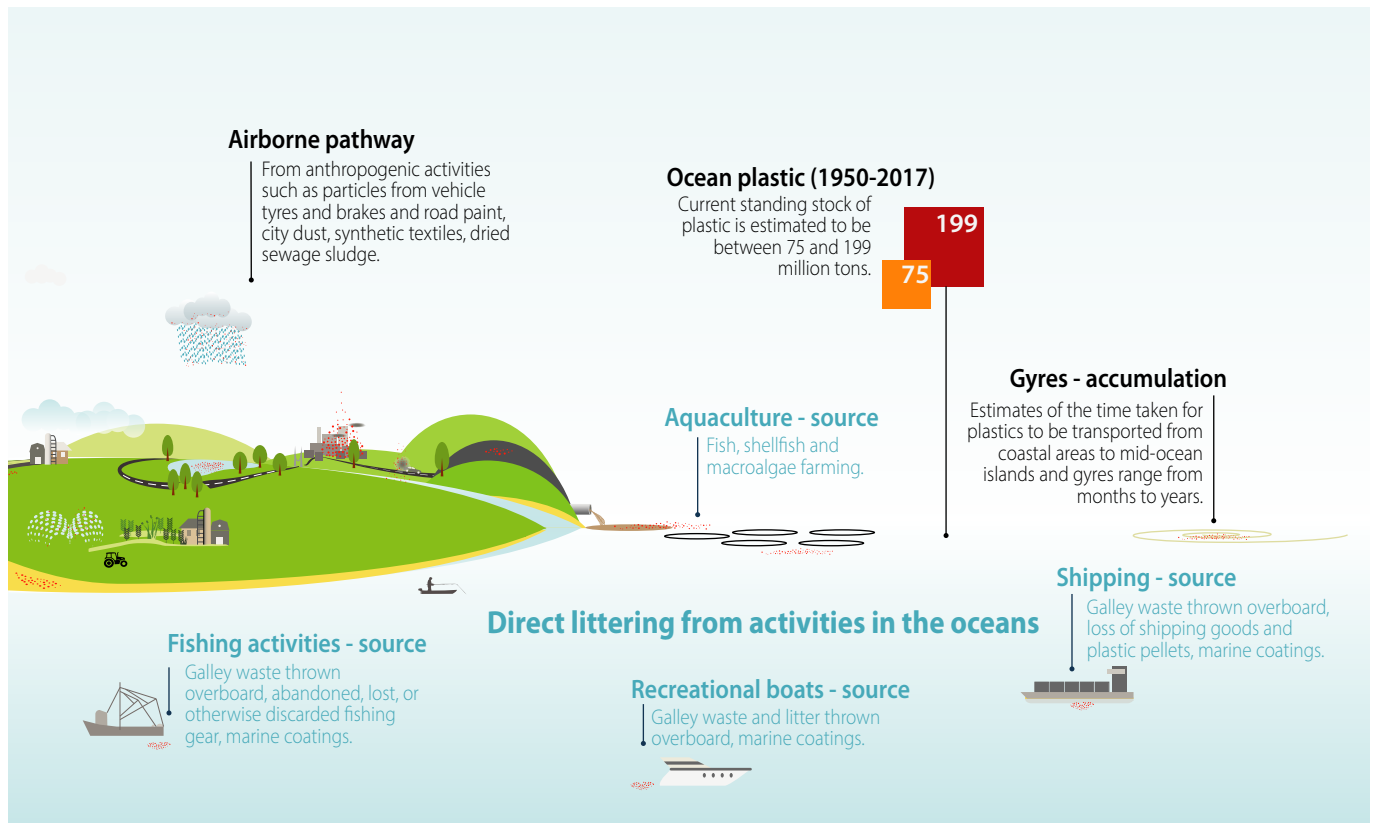 Airborne pathway
From anthropogenic activities
such as particles from vehicle
tyres and brakes and road paint,
city dust, synthetic textiles, dried
sewage sludge.
Ocean plastic (1950-2017)
Current standing stock of
plastic is estimated to be
between 75 and 199
million tons.
199
75
Gyres - accumulation
Estimates of the time taken for
plastics to be transported from
coastal areas to mid-ocean
islands and gyres range from
months to years.
Aquaculture - source
Fish, shellfish and
macroalgae farming.
Direct littering from activities in the oceans
Shipping - source
Galley waste thrown overboard,
loss of shipping goods and
plastic pellets, marine coatings.
Fishing activities - source
Galley waste thrown
overboard, abandoned, lost, or
otherwise discarded fishing
gear, marine coatings.
Recreational boats - source
Galley waste and litter thrown
overboard, marine coatings.